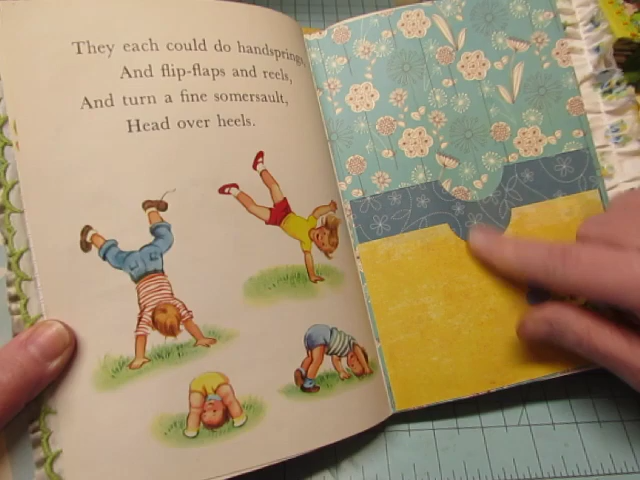 They each could do handsprings,
And flip-flaps and reels,
And turn a fine somersault,
Head over heels.